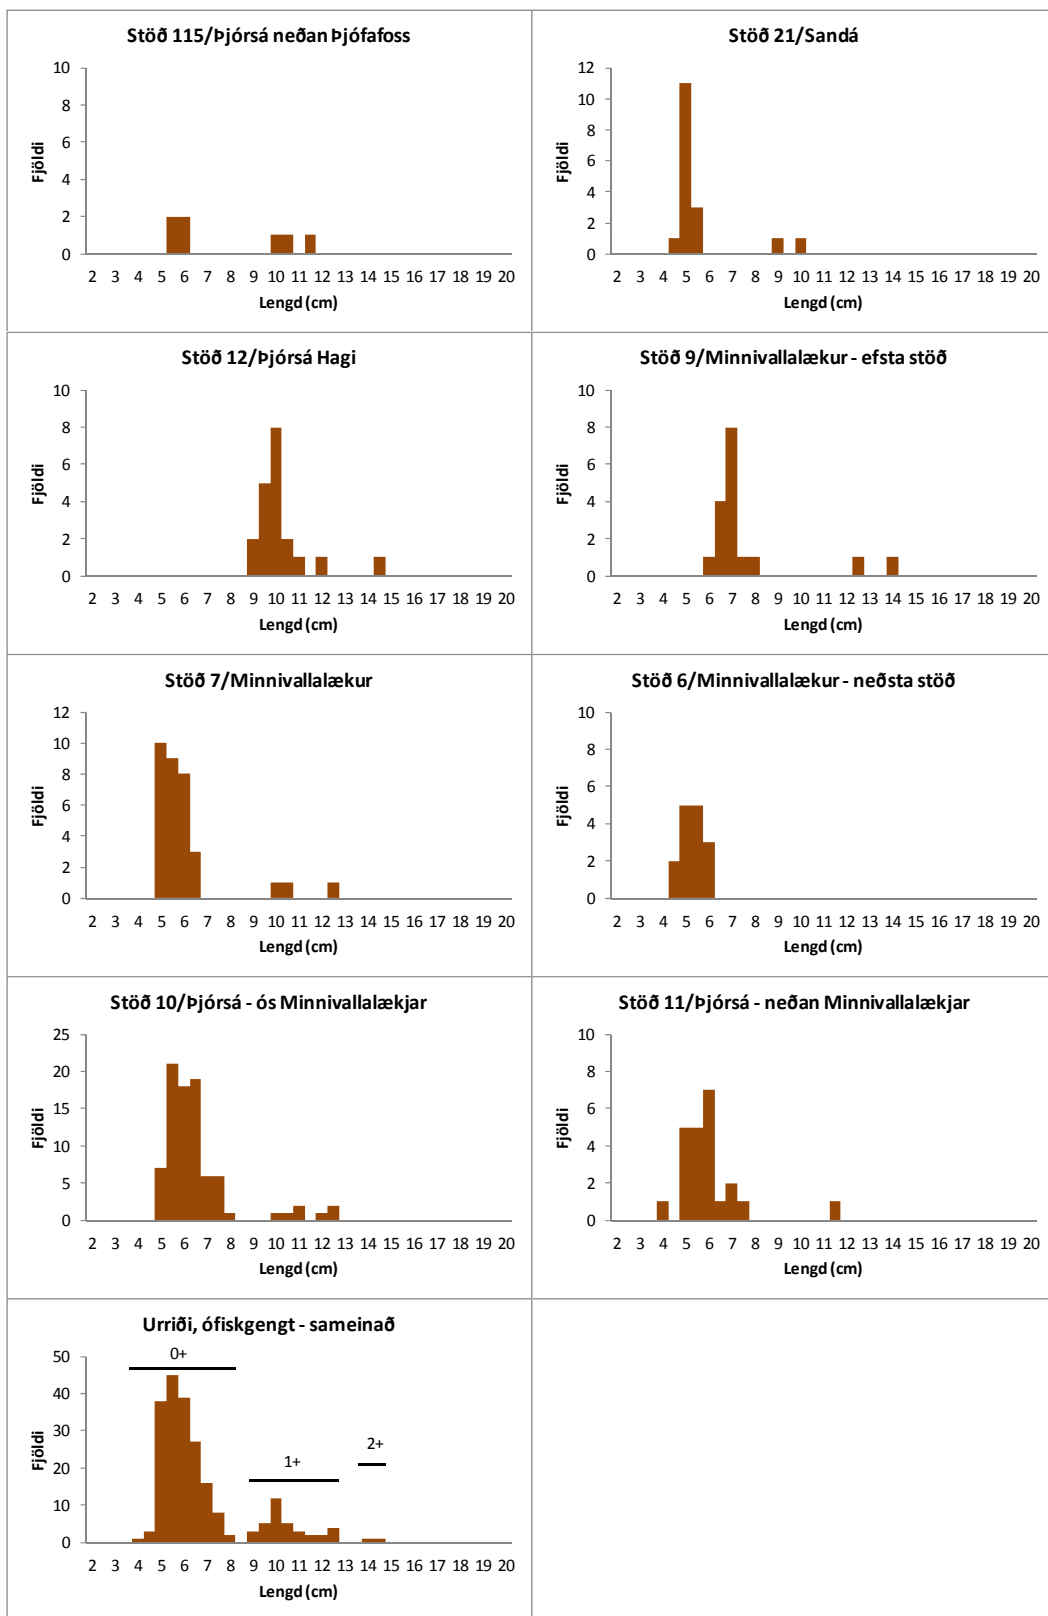 Stöð 115/Þjórsá neðan Þjófafoss
10
8
6
4
2
0
Fjöldi
2 3 4 5 6 7 8 9 10 11 12 13 14 15 16 17 18 19 20
Lengd (cm)
Stöð 21/Sandá
12
10
8
6
4
2
0
Fjöldi
2 3 4 5 6 7 8 9 10 11 12 13 14 15 16 17 18 19 20
Lengd (cm)
Stöð 12/Þjórsá Hagi
10
8
6
4
2
0
Fjöldi
2 3 4 5 6 7 8 9 10 11 12 13 14 15 16 17 18 19 20
Lengd (cm)
Stöð 9/Minnivallalækur - efsta stöð
10
8
6
4
2
0
Fjöldi
2 3 4 5 6 7 8 9 10 11 12 13 14 15 16 17 18 19 20
Lengd (cm)
Stöð 7/Minnivallalækur
12
10
8
6
4
2
0
Fjöldi
2 3 4 5 6 7 8 9 10 11 12 13 14 15 16 17 18 19 20
Lengd (cm)
Stöð 6/Minnivallalækur - neðsta stöð
10
8
6
4
2
0
Fjöldi
2 3 4 5 6 7 8 9 10 11 12 13 14 15 16 17 18 19 20
Lengd (cm)
Stöð 10/Þjórsá - ós Minnivallalækjar
25
20
15
10
5
0
Fjöldi
2 3 4 5 6 7 8 9 10 11 12 13 14 15 16 17 18 19 20
Lengd (cm)
Stöð 11/Þjórsá - neðan Minnivallalækjar
10
8
6
4
2
0
Fjöldi
2 3 4 5 6 7 8 9 10 11 12 13 14 15 16 17 18 19 20
Lengd (cm)
Urriði, ófiskgengt - sameinað
50
40
30
20
10
0
Fjöldi
0+
1+
2+
2 3 4 5 6 7 8 9 10 11 12 13 14 15 16 17 18 19 20
Lengd (cm)